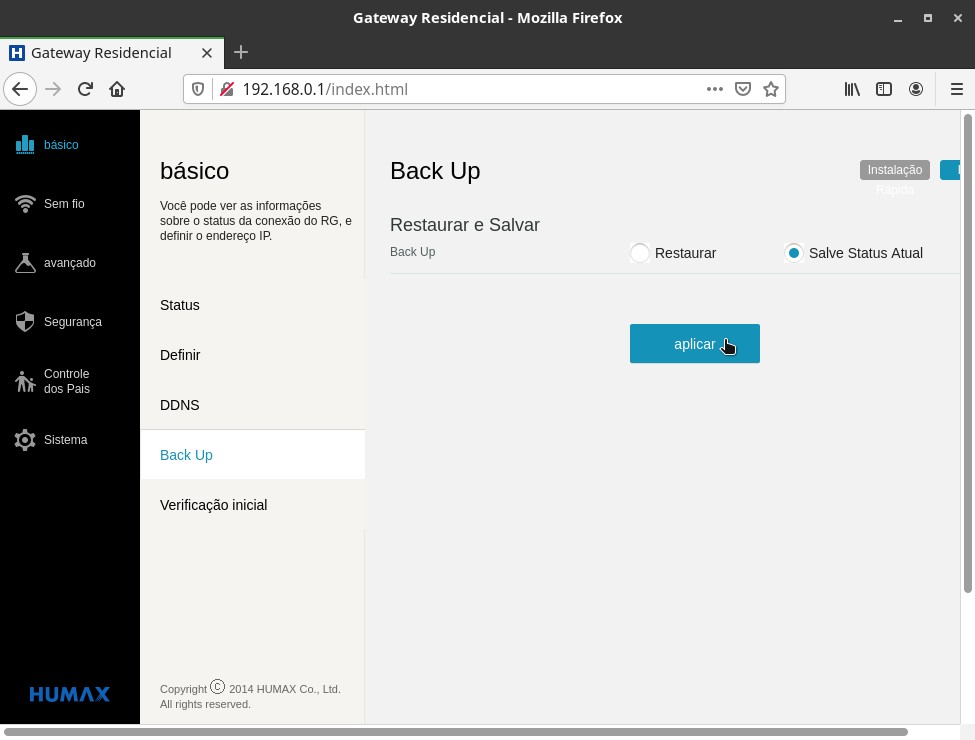 Gateway Residencial - Mozilla Firefox
Gateway Residencial
192.168.0.1/index.html
básico
Sem fio
avançado
Segurança
Controle
dos Pais
Sistema
HUMAX
básico
Você pode ver as informações
sobre o status da conexão do RG, e
definir o endereço IP.
Status
Definir
DDNS
Back Up
Verificação inicial
Copyright © 2014 HUMAX Co., Ltd.
All rights reserved.
Back Up
Instalação
Rápida
Restaurar e Salvar
Back Up
Restaurar
Salve Status Atual
aplicar